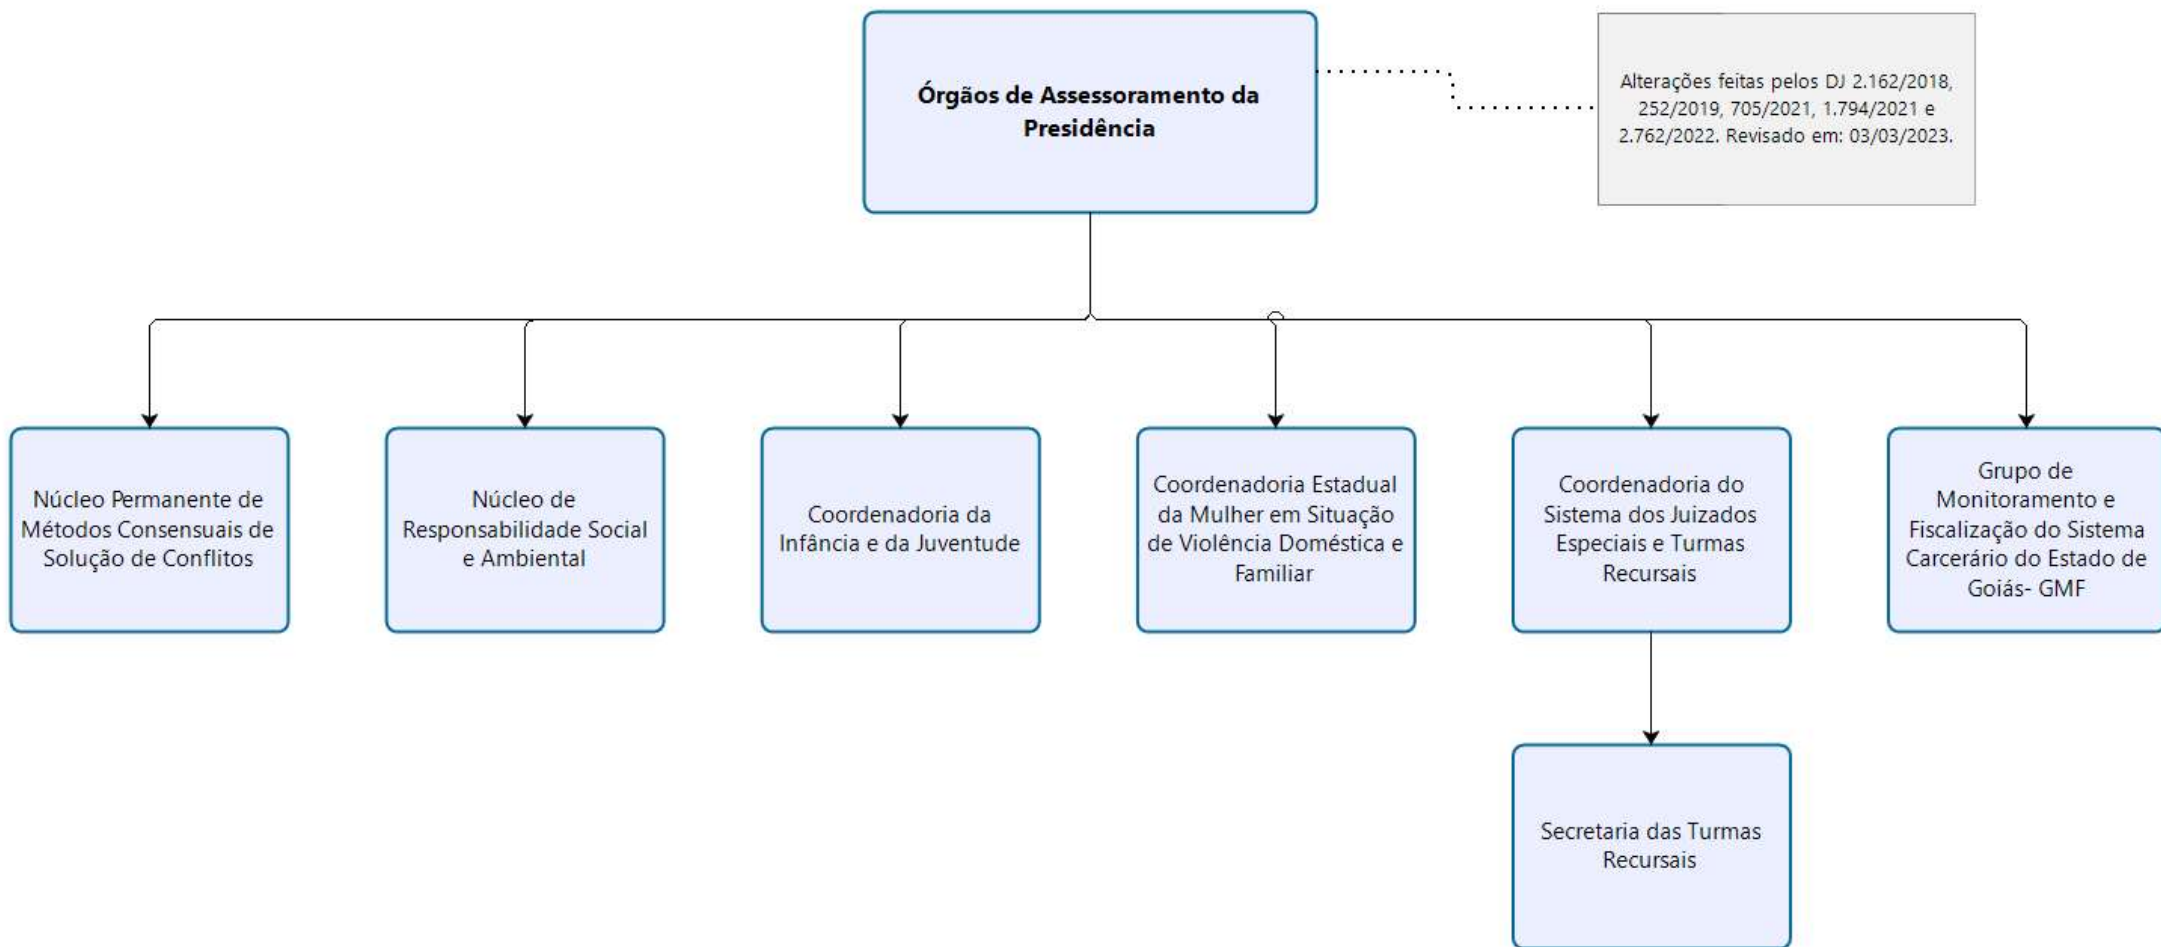 Órgãos de Assessoramento da
Presidência
Alterações feitas pelos DJ 2.162/2018,
252/2019, 705/2021, 1.794/2021 e
2.762/2022. Revisado em: 03/03/2023.
Núcleo Permanente de
Métodos Consensuais de
Solução de Conflitos
Núcleo de
Responsabilidade Social
e Ambiental
Coordenadoria da
Infância e da Juventude
Coordenadoria Estadual
da Mulher em Situação
de Violência Doméstica e
Familiar
Coordenadoria do
Sistema dos Juizados
Especiais e Turmas
Recursais
Grupo de
Monitoramento e
Fiscalização do Sistema
Carcerário do Estado de
Goiás- GMF
Secretaria das Turmas
Recursais